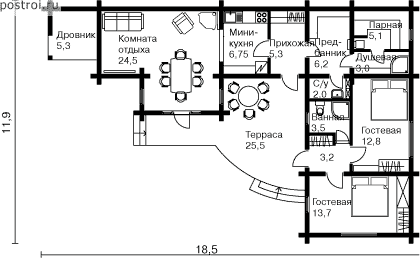 postroi.ru
Дровник
5,3
Комната
отдыха
24,5
Мини-
кухня
6,75
Прихожая
5,3
Пред-
банник
6,2
Парная
5,1
Душевая
3,8
С/у
2,0
Ванная
3,5
Гостевая
12,8
Терраса
25,5
3,2
Гостевая
13,7
11,9
18,5